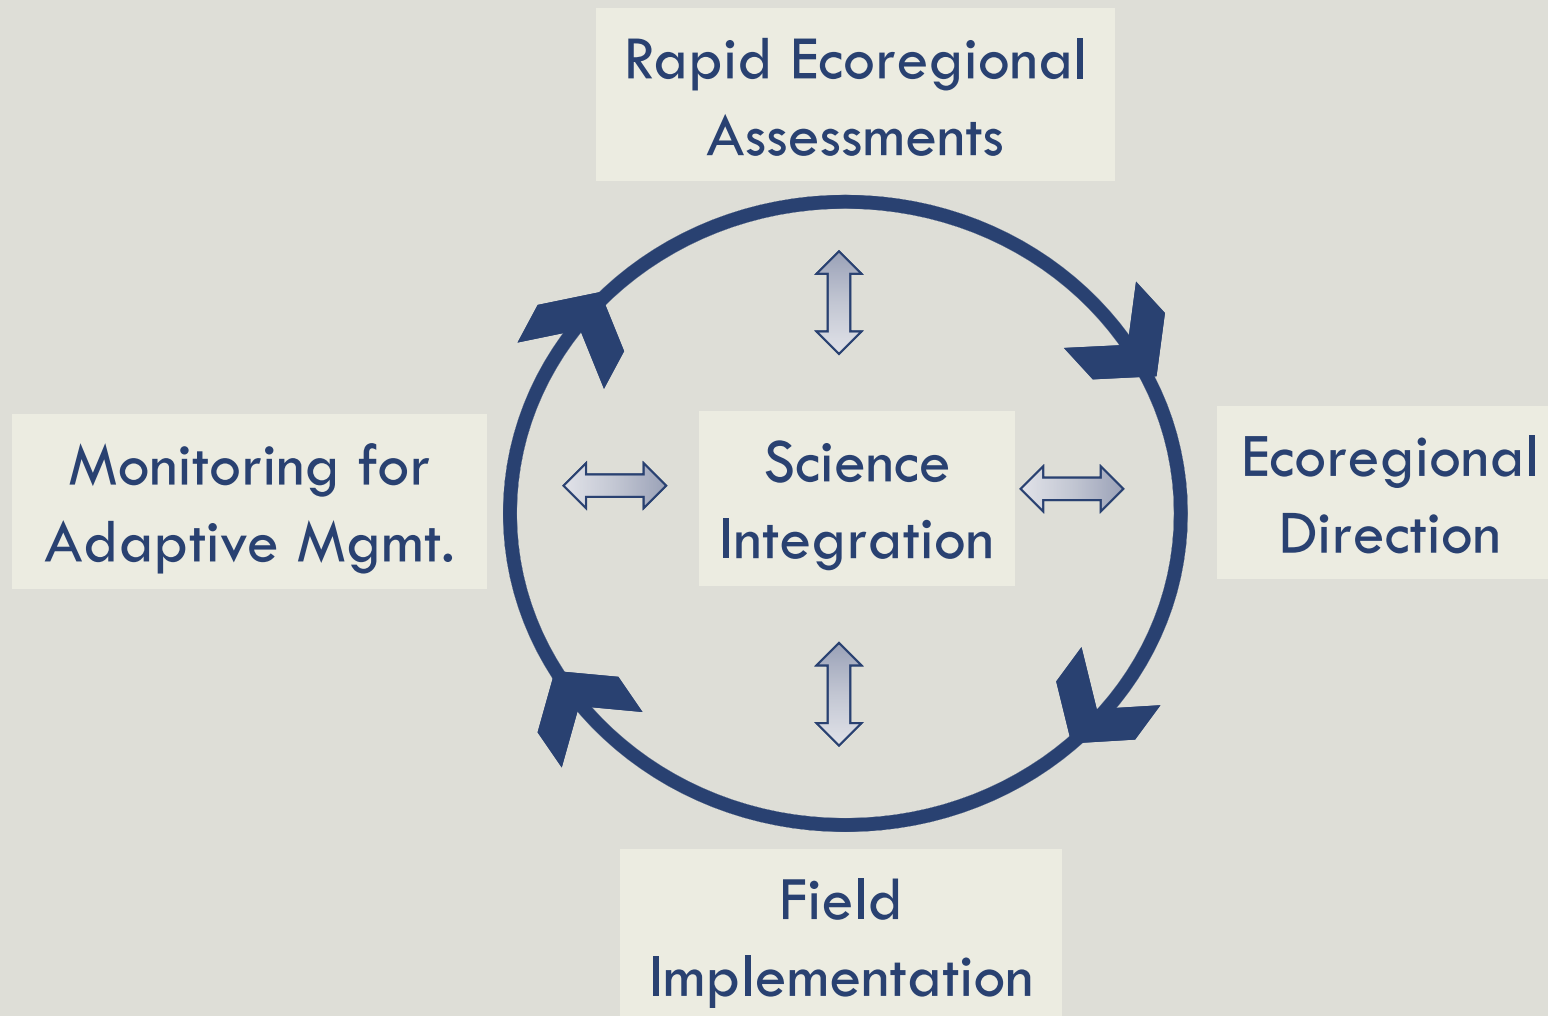 Rapid Ecoregional
Assessments
Monitoring for
Adaptive Mgmt.
Science
Integration
Ecoregional
Direction
Field
Implementation